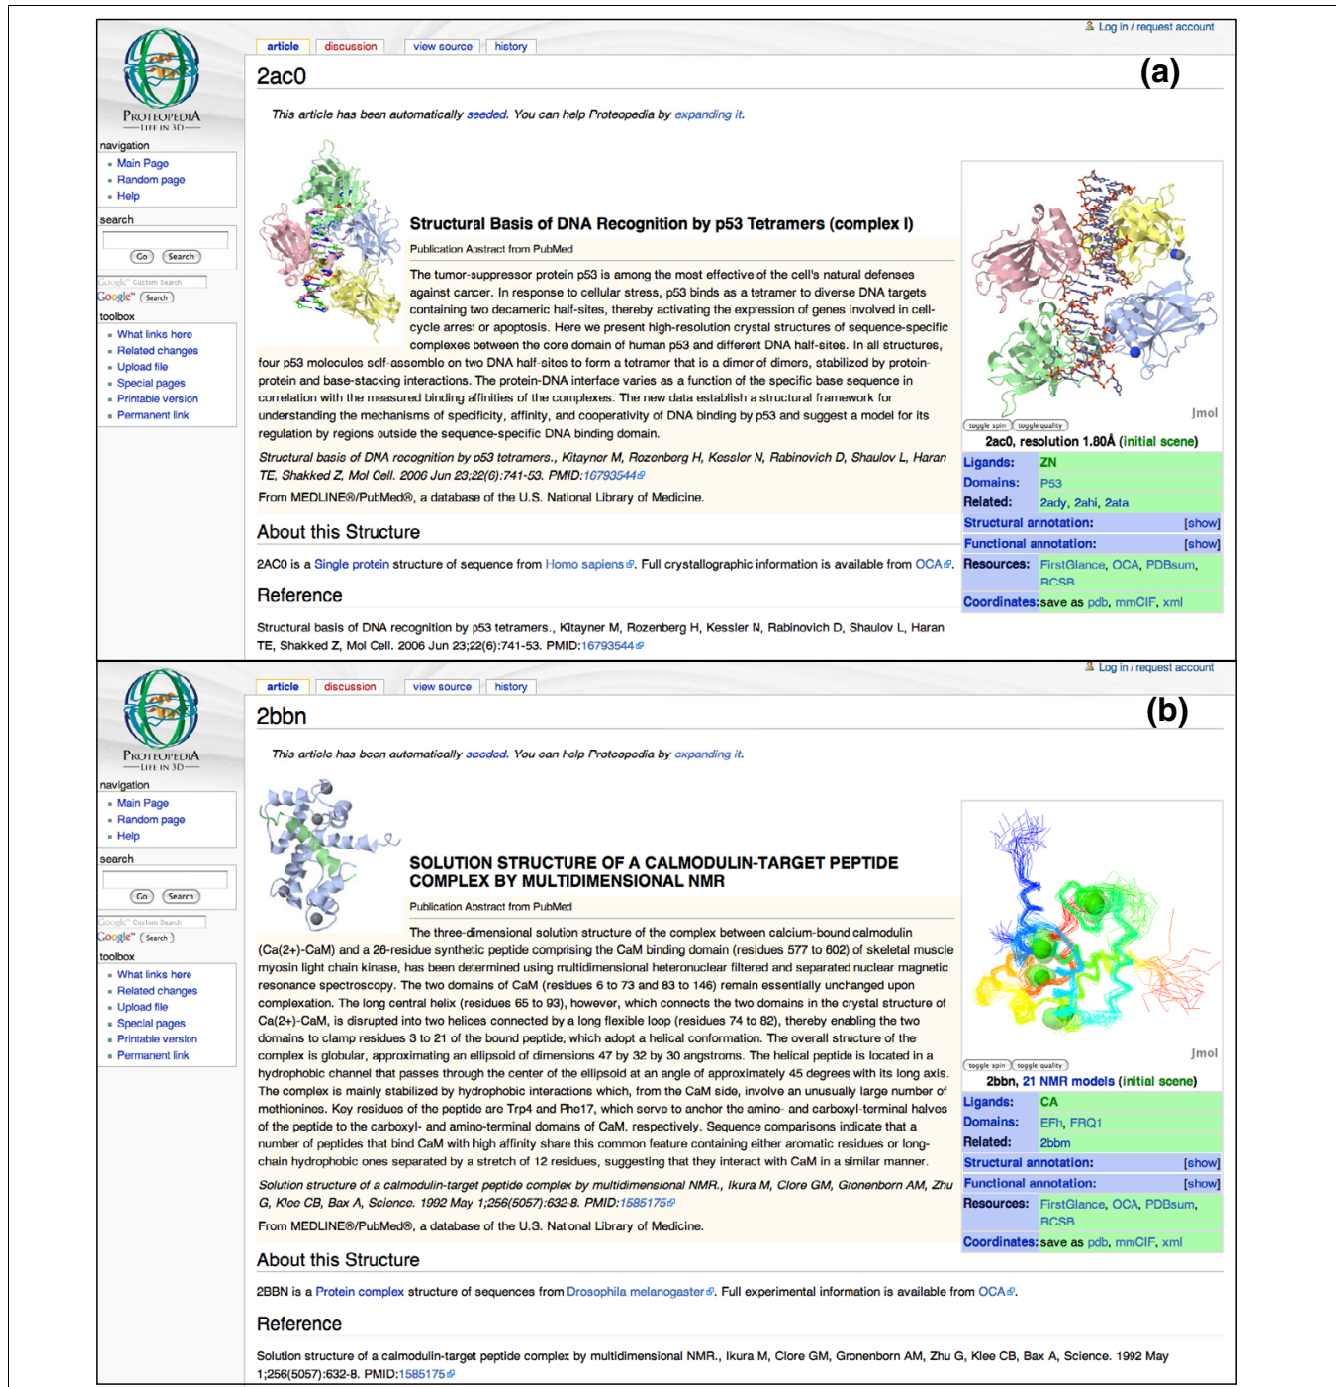 Log in / request account
article discussion view source history
2ac0
(a)
This article has been automatically seeded. You can help Proteopedia by expanding it.
PROTEOPEDIA
LIFE IN 3D
navigation
Main Page
Random page
Help
search
Go Search
Google™ Custom Search
Google™ Search
toolbox
What links here
Related changes
Upload file
Special pages
Printable version
Permanent link
Structural Basis of DNA Recognition by p53 Tetramers (complex I)
Publication Abstract from PubMed
The tumor-suppressor protein p53 is among the most effective of the cell's natural defenses
against cancer. In response to cellular stress, p53 binds as a tetramer to diverse DNA targets
containing two decameric half-sites, thereby activating the expression of genes involved in cell-
cycle arrest or apoptosis. Here we present high-resolution crystal structures of sequence-specific
complexes between the core domain of human p53 and different DNA half-sites. In all structures,
four p53 molecules self-assemble on two DNA half-sites to form a tetramer that is a dimer of dimers, stabilized by protein-
protein and base-stacking interactions. The protein-DNA interface varies as a function of the specific base sequence in
correlation with the measured binding affinities of the complexes. The new data establish a structural framework for
understanding the mechanisms of specificity, affinity, and cooperativity of DNA binding by p53 and suggest a model for its
regulation by regions outside the sequence-specific DNA binding domain.
Structural basis of DNA recognition by p53 tetramers., Kitayner M, Rozenberg H, Kessler N, Rabinovich D, Shaulov L, Haran
TE, Shakked Z, Mol Cell. 2006 Jun 23;22(6):741-53. PMID:16793544
From MEDLINE®/PubMed®, a database of the U.S. National Library of Medicine.
About this Structure
2AC0 is a Single protein structure of sequence from Homo sapiens. Full crystallographic information is available from OCA.
Reference
Structural basis of DNA recognition by p53 tetramers., Kitayner M, Rozenberg H, Kessler N, Rabinovich D, Shaulov L, Haran
TE, Shakked Z, Mol Cell. 2006 Jun 23;22(6):741-53. PMID:16793544
Jmol
toggle spin toggle quality
2ac0, resolution 1.80Å (initial scene)
Ligands: ZN
Domains: P53
Related: 2ady, 2ahi, 2ata
Structural annotation: [show]
Functional annotation: [show]
Resources: FirstGlance, OCA, PDBsum,
RCSB
Coordinates: save as pdb, mmCIF, xml
Log in / request account
article discussion view source history
2bbn
(b)
This article has been automatically seeded. You can help Proteopedia by expanding it.
PROTEOPEDIA
LIFE IN 3D
navigation
Main Page
Random page
Help
search
Go Search
Google™ Custom Search
Google™ Search
toolbox
What links here
Related changes
Upload file
Special pages
Printable version
Permanent link
SOLUTION STRUCTURE OF A CALMODULIN-TARGET PEPTIDE
COMPLEX BY MULTIDIMENSIONAL NMR
Publication Abstract from PubMed
The three-dimensional solution structure of the complex between calcium-bound calmodulin
(Ca(2+)-CaM) and a 26-residue synthetic peptide comprising the CaM binding domain (residues 577 to 602) of skeletal muscle
myosin light chain kinase, has been determined using multidimensional heteronuclear filtered and separated nuclear magnetic
resonance spectroscopy. The two domains of CaM (residues 6 to 73 and 83 to 146) remain essentially unchanged upon
complexation. The long central helix (residues 65 to 93), however, which connects the two domains in the crystal structure of
Ca(2+)-CaM, is disrupted into two helices connected by a long flexible loop (residues 74 to 82), thereby enabling the two
domains to clamp residues 3 to 21 of the bound peptide, which adopt a helical conformation. The overall structure of the
complex is globular, approximating an ellipsoid of dimensions 47 by 32 by 30 angstroms. The helical peptide is located in a
hydrophobic channel that passes through the center of the ellipsoid at an angle of approximately 45 degrees with its long axis.
The complex is mainly stabilized by hydrophobic interactions which, from the CaM side, involve an unusually large number of
methionines. Key residues of the peptide are Trp4 and Phe17, which serve to anchor the amino- and carboxyl-terminal halves
of the peptide to the carboxyl- and amino-terminal domains of CaM, respectively. Sequence comparisons indicate that a
number of peptides that bind CaM with high affinity share this common feature containing either aromatic residues or long-
chain hydrophobic ones separated by a stretch of 12 residues, suggesting that they interact with CaM in a similar manner.
Solution structure of a calmodulin-target peptide complex by multidimensional NMR., Ikura M, Clore GM, Gronenborn AM, Zhu
G, Klee CB, Bax A, Science. 1992 May 1;256(5057):632-8. PMID:1585175
From MEDLINE®/PubMed®, a database of the U.S. National Library of Medicine.
About this Structure
2BBN is a Protein complex structure of sequences from Drosophila melanogaster. Full experimental information is available from OCA.
Reference
Solution structure of a calmodulin-target peptide complex by multidimensional NMR., Ikura M, Clore GM, Gronenborn AM, Zhu G, Klee CB, Bax A, Science. 1992 May
1;256(5057):632-8. PMID:1585175
Jmol
toggle spin toggle quality
2bbn, 21 NMR models (initial scene)
Ligands: CA
Domains: EFh, FRQ1
Related: 2bbm
Structural annotation: [show]
Functional annotation: [show]
Resources: FirstGlance, OCA, PDBsum,
RCSB
Coordinates: save as pdb, mmCIF, xml